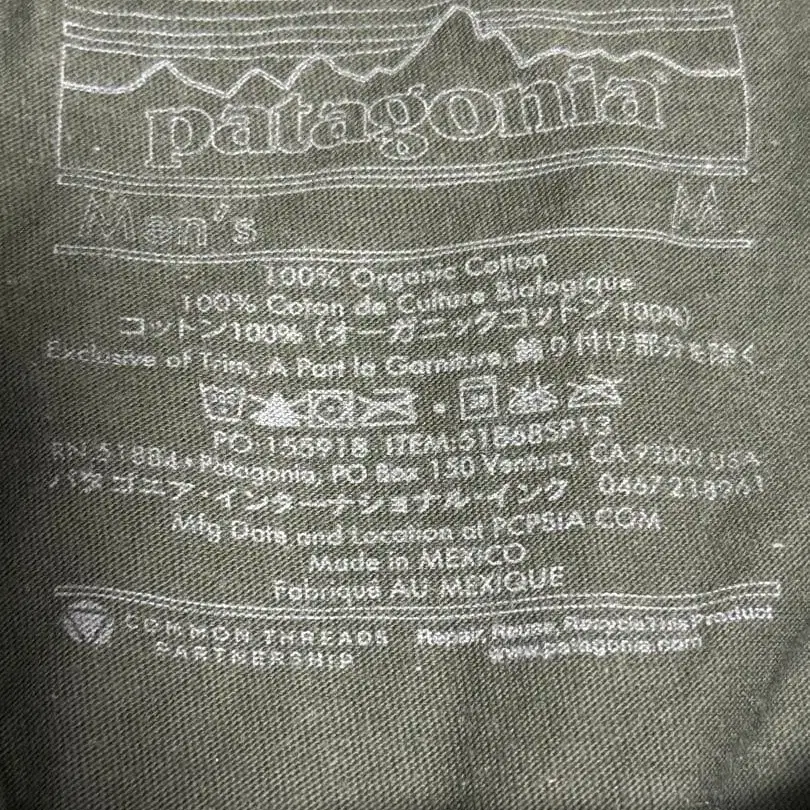 patagonia®
Men's M
100% Organic Cotton
100% Coton de Culture Biologique
コットン100% (オーガニックコットン 100%)
Exclusive of Trim, A Part la Garniture, 飾り付け部分を除く
PO:155918 ITEM:51868SP13
RN 51884 • Patagonia, PO Box 150 Ventura, CA 93002 USA
パタゴニア・インターナショナル・インク 0467218961
Mfg Date and Location at PCPSIA.COM
Made in MEXICO
Fabriqué AU MEXIQUE
COMMON THREADS
PARTNERSHIP
Repair, Reuse, Recycle This Product
www.patagonia.com